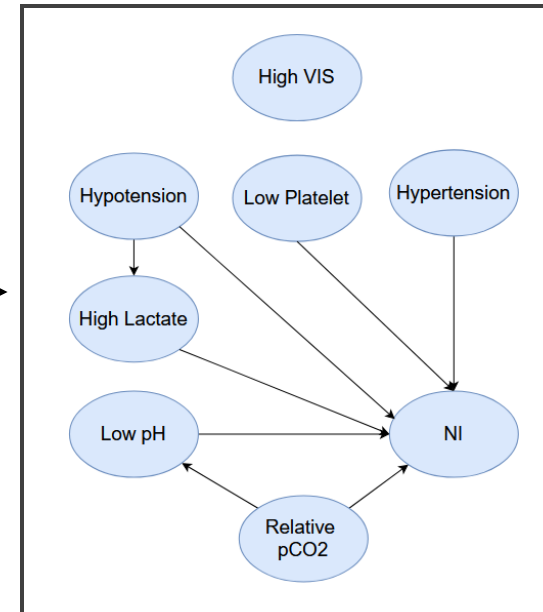 High VIS
Hypotension
Low Platelet
Hypertension
High Lactate
Low pH
NI
Relative
pCO2